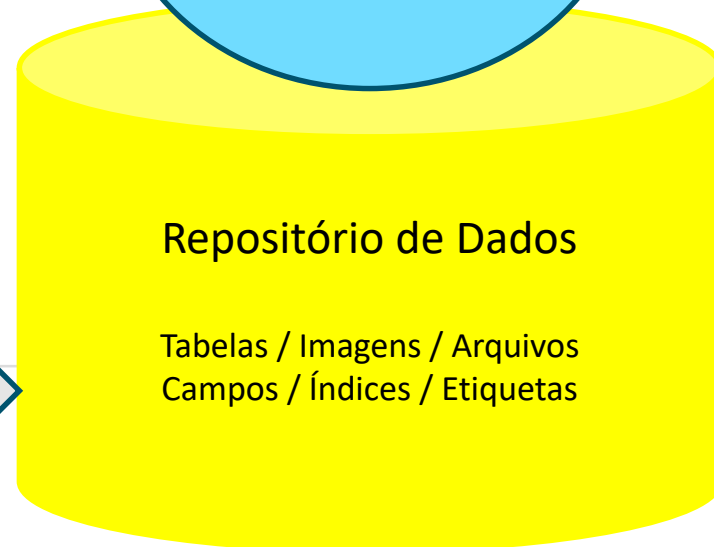 Repositório de Dados
Tabelas / Imagens / Arquivos
Campos / Índices / Etiquetas